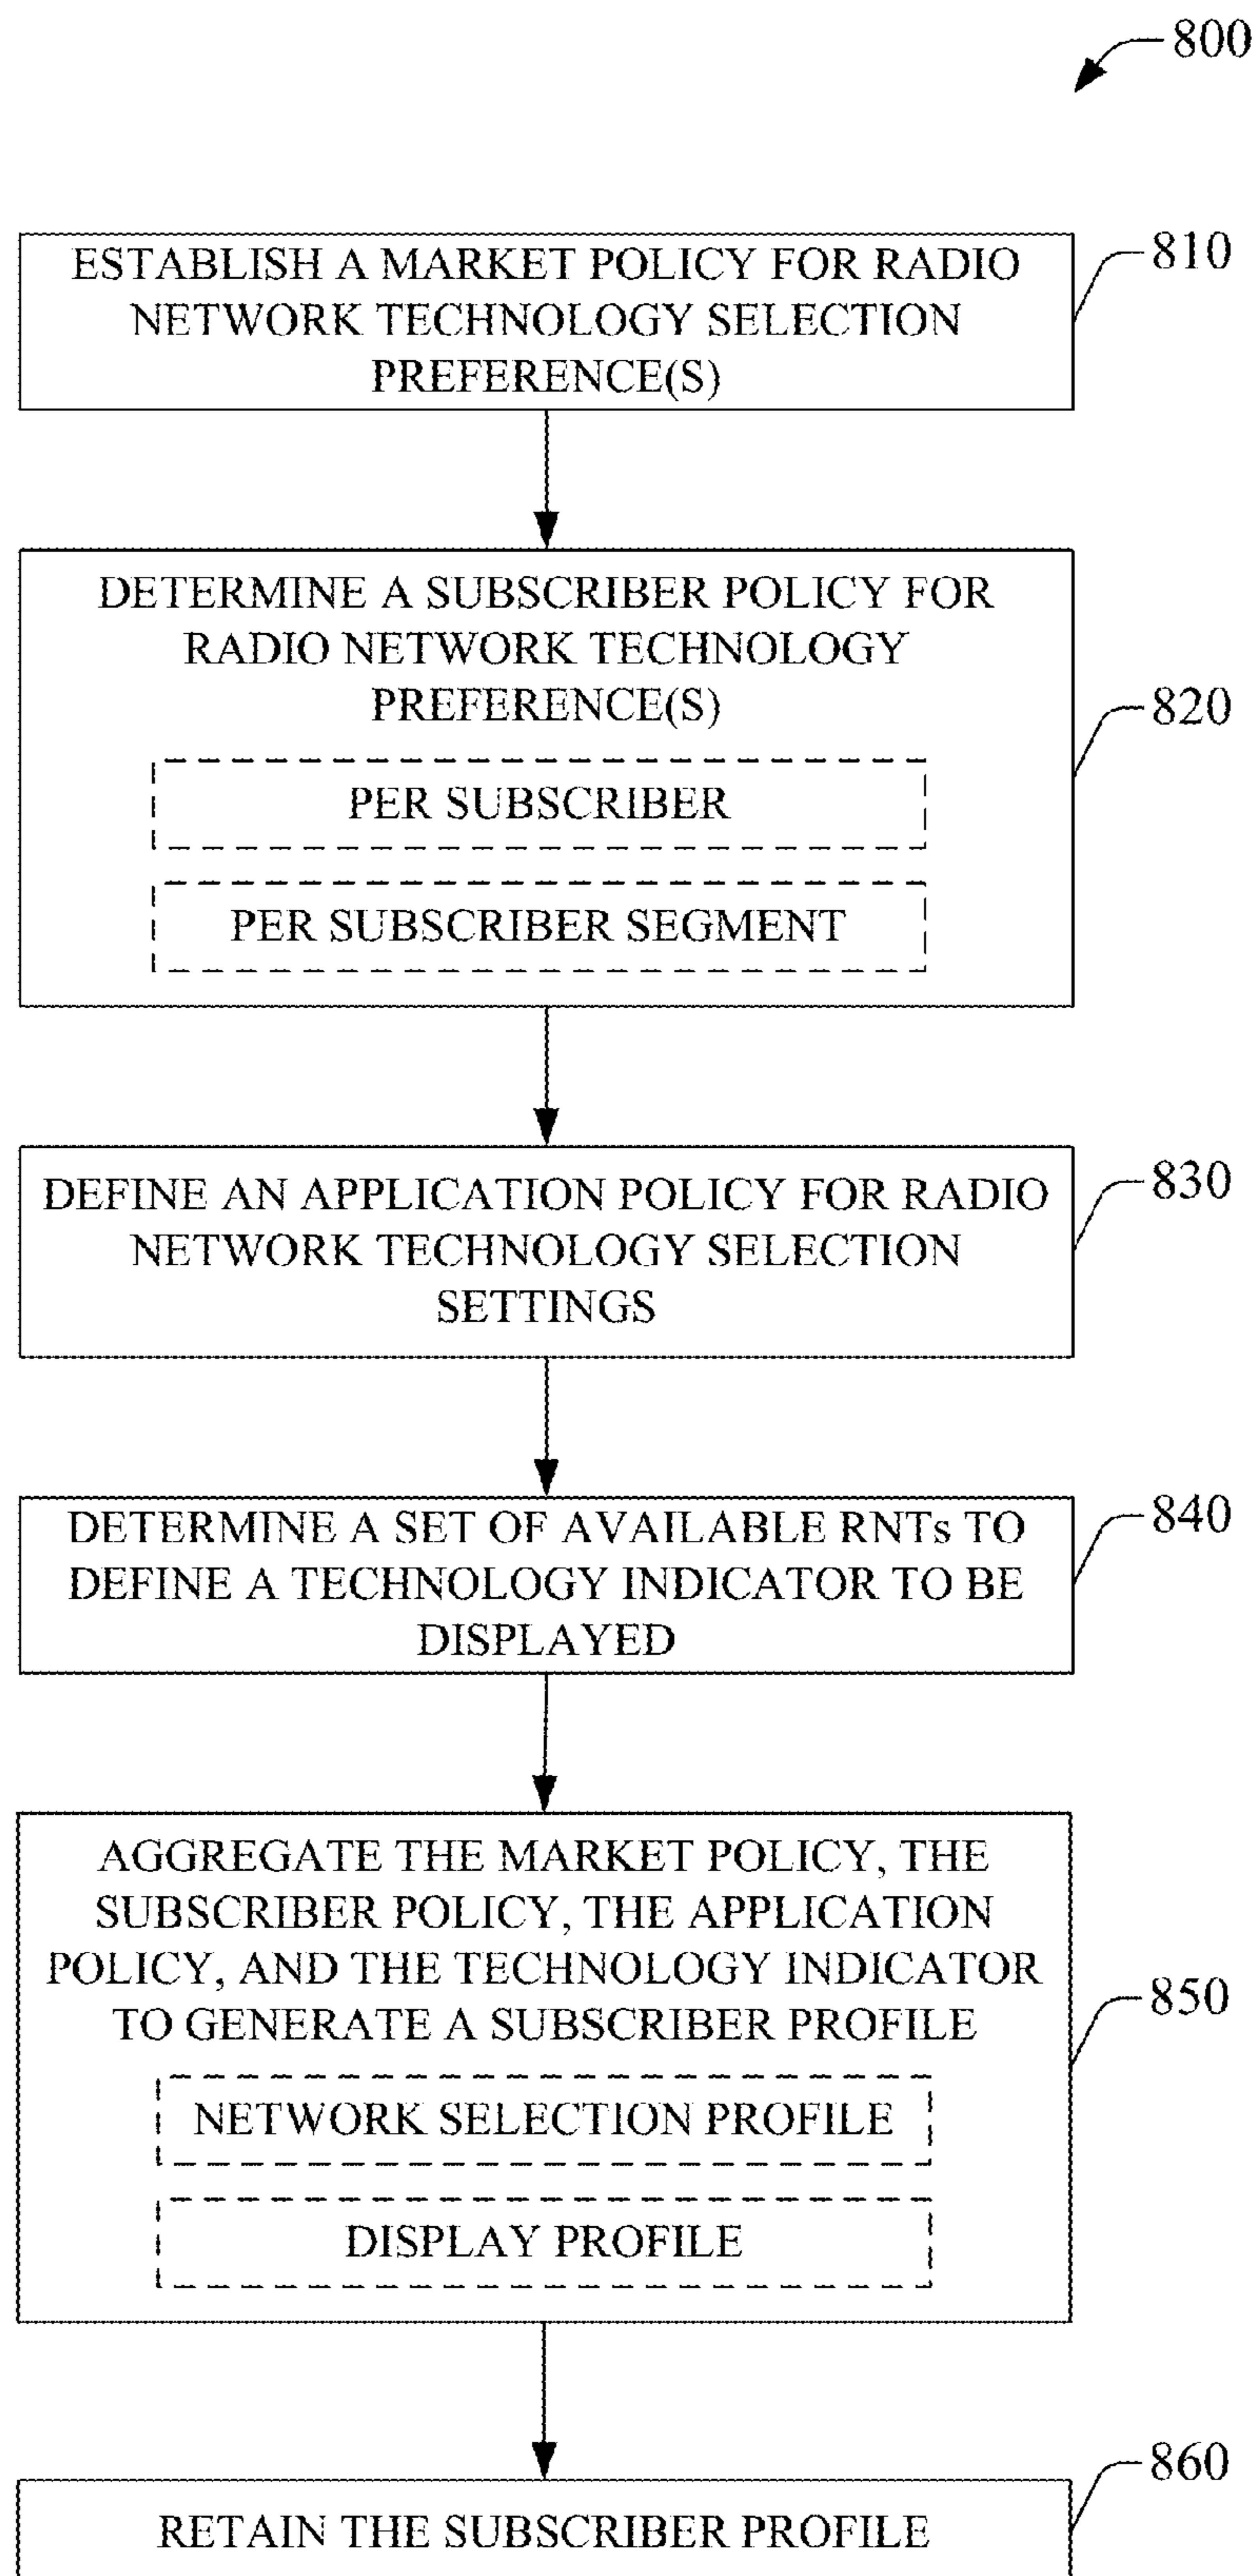 800
ESTABLISH A MARKET POLICY FOR RADIO
NETWORK TECHNOLOGY SELECTION
PREFERENCE(S)
810
DETERMINE A SUBSCRIBER POLICY FOR
RADIO NETWORK TECHNOLOGY
PREFERENCE(S)
PER SUBSCRIBER
PER SUBSCRIBER SEGMENT
820
DEFINE AN APPLICATION POLICY FOR RADIO
NETWORK TECHNOLOGY SELECTION
SETTINGS
830
DETERMINE A SET OF AVAILABLE RNTs TO
DEFINE A TECHNOLOGY INDICATOR TO BE
DISPLAYED
840
AGGREGATE THE MARKET POLICY, THE
SUBSCRIBER POLICY, THE APPLICATION
POLICY, AND THE TECHNOLOGY INDICATOR
TO GENERATE A SUBSCRIBER PROFILE
NETWORK SELECTION PROFILE
DISPLAY PROFILE
850
RETAIN THE SUBSCRIBER PROFILE
860